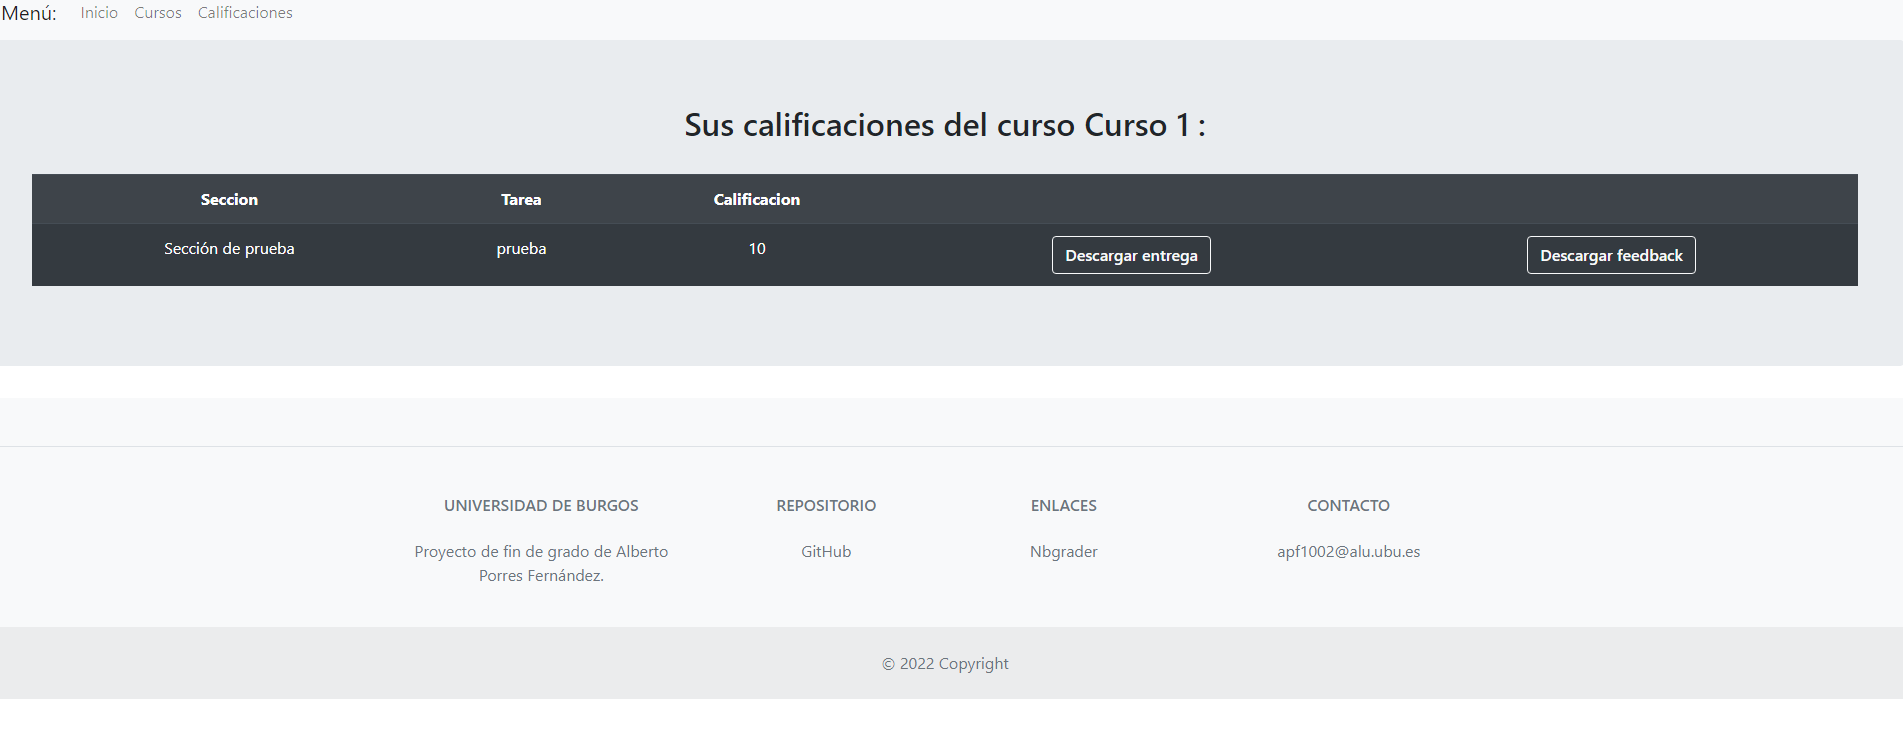 Menú: Inicio Cursos Calificaciones
Sus calificaciones del curso Curso 1 :
Seccion Tarea Calificacion
Sección de prueba prueba 10 Descargar entrega Descargar feedback
UNIVERSIDAD DE BURGOS REPOSITORIO ENLACES CONTACTO
Proyecto de fin de grado de Alberto GitHub Nbgrader apf1002@alu.ubu.es
Porres Fernández.
© 2022 Copyright